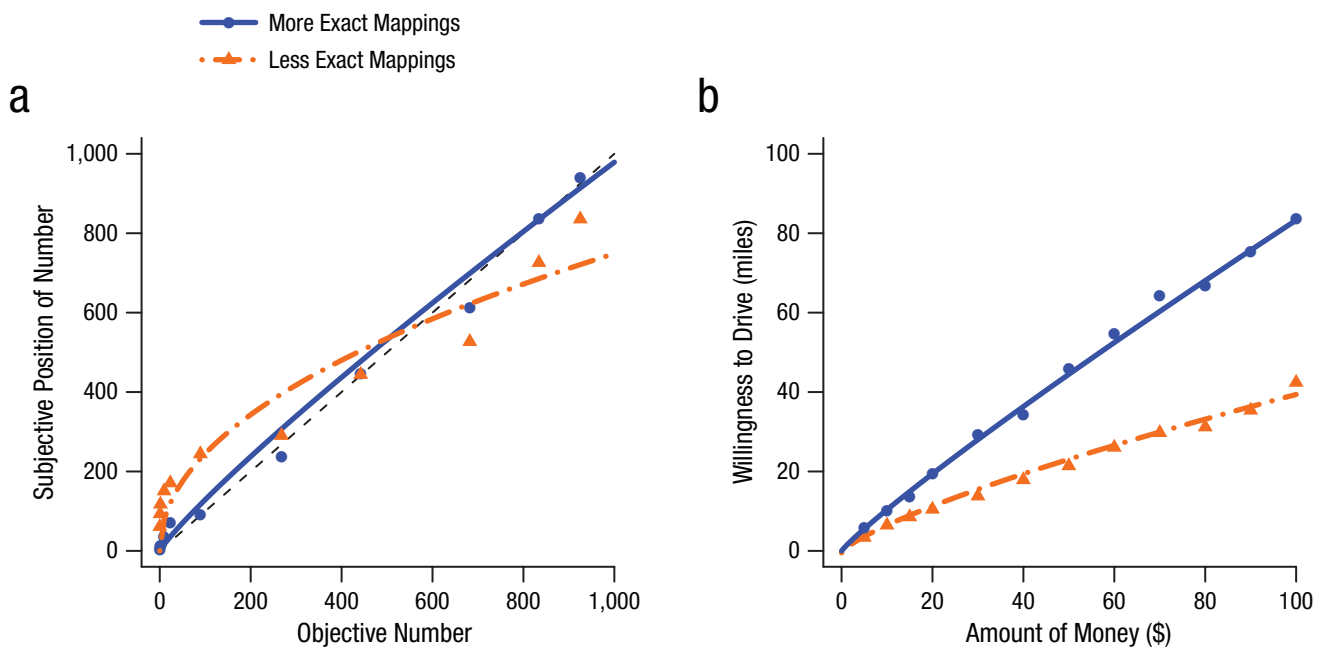 More Exact Mappings
Less Exact Mappings
a
b
1,000
800
600
400
200
0
Subjective Position of Number
0 200 400 600 800 1,000
Objective Number
100
80
60
40
20
0
Willingness to Drive (miles)
0 20 40 60 80 100
Amount of Money ($)